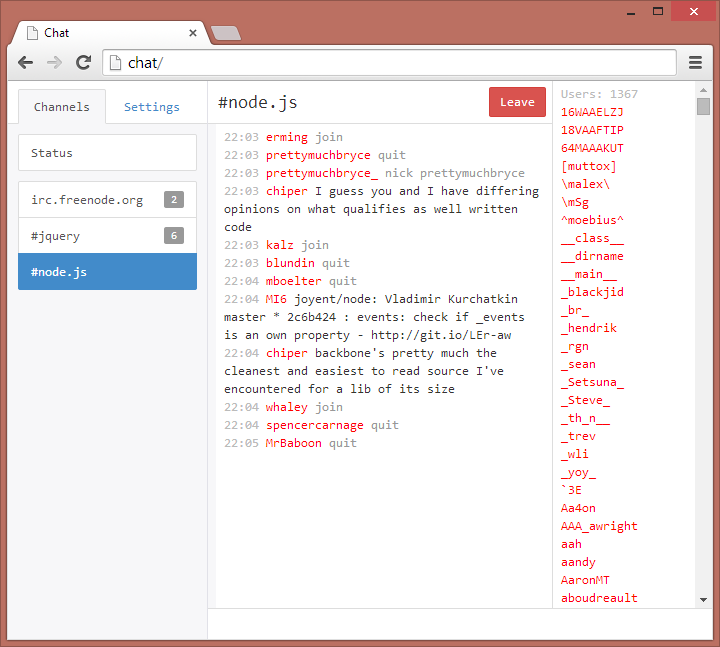 Chat
chat/
Channels
Settings
Status
irc.freenode.org 2
#jquery 6
#node.js
#node.js
Leave
22:03 erming join
22:03 prettymuchbryce quit
22:03 prettymuchbryce_ nick prettymuchbryce
22:03 chiper I guess you and I have differing
opinions on what qualifies as well written
code
22:03 kalz join
22:03 blundin quit
22:04 mboelter quit
22:04 MI6 joyent/node: Vladimir Kurchatkin
master * 2c6b424 : events: check if _events
is an own property - http://git.io/LEr-aw
22:04 chiper backbone's pretty much the
cleanest and easiest to read source I've
encountered for a lib of its size
22:04 whaley join
22:04 spencercarnage quit
22:05 MrBaboon quit
Users: 1367
16WAAELZJ
18VAAFTIP
64MAAAKUT
[muttox]
\malex\
\mSg
^moebius^
__class__
__dirname
__main__
_blackjid
_br_
_hendrik
_rgn
_sean
_Setsuna_
_Steve_
_th_n__
_trev
_wli
_yoy_
`3E
Aa4on
AAA_awright
aah
aandy
AaronMT
aboudreault